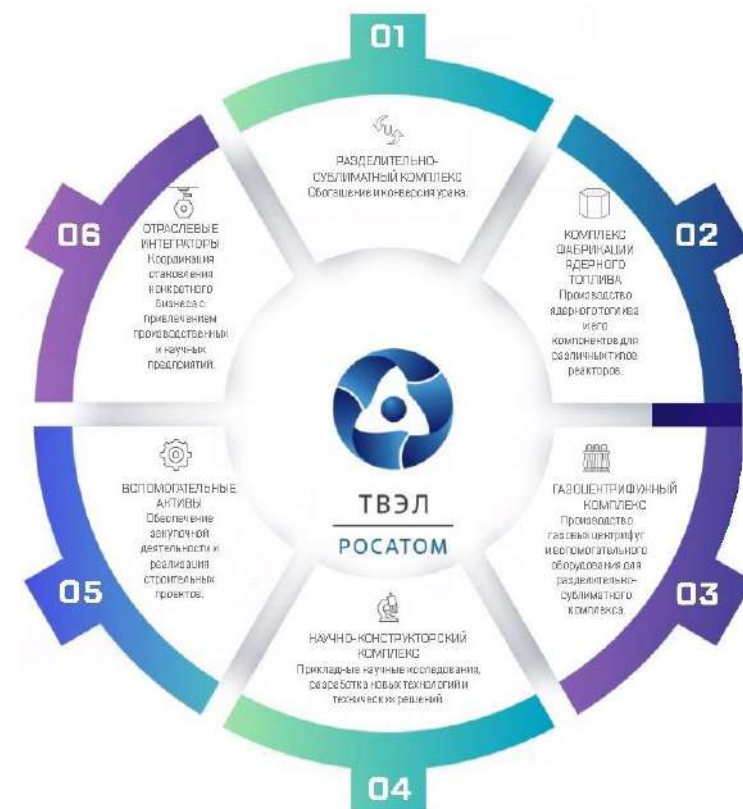 01
РАЗДЕЛИТЕЛЬНО-
СУБЛИМАТНЫЙ КОМПЛЕКС
Обогащение и конверсия урана.
02
КОМПЛЕКС
ФАБРИКАЦИИ
ЯДЕРНОГО
ТОПЛИВА
Производство
ядерного топлива
и его
компонентов для
различных типов
реакторов.
03
ГАЗОЦЕНТРИФУЖНЫЙ
КОМПЛЕКС
Производство
газовых центрифуг
и вспомогательного
оборудования для
разделительно-
сублиматного
комплекса.
04
НАУЧНО-КОНСТРУКТОРСКИЙ
КОМПЛЕКС
Прикладные научные исследования,
разработка новых технологий и
технических решений.
05
ВСПОМОГАТЕЛЬНЫЕ
АКТИВЫ
Обеспечение
закупочной
деятельности и
реализация
строительных
проектов.
06
ОТРАСЛЕВЫЕ
ИНТЕГРАТОРЫ
Координация
становления
конкретного
бизнеса с
привлечением
производственных
и научных
предприятий.
ТВЭЛ
РОСАТОМ
U